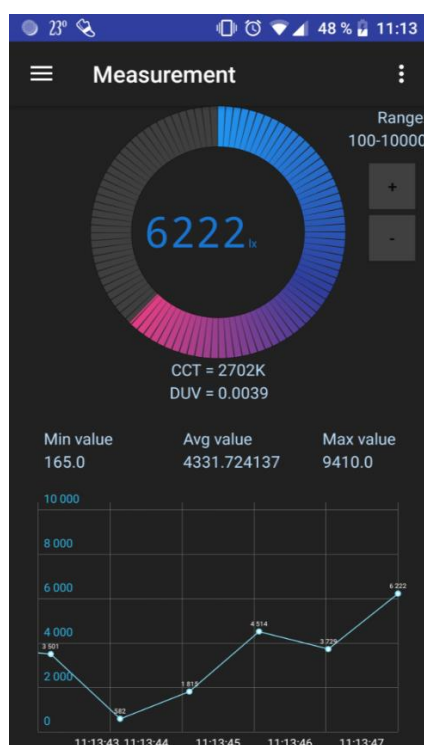 23° 48 % 11:13
Measurement
Range
100-10000
+
6222 lx
-
CCT = 2702K
DUV = 0.0039
Min value Avg value Max value
165.0 4331.724137 9410.0
10 000
8 000
6 000
6 222
4 000
4 514
3 501
3 729
2 000
1 818
582
0
11:13:43 11:13:44 11:13:45 11:13:46 11:13:47